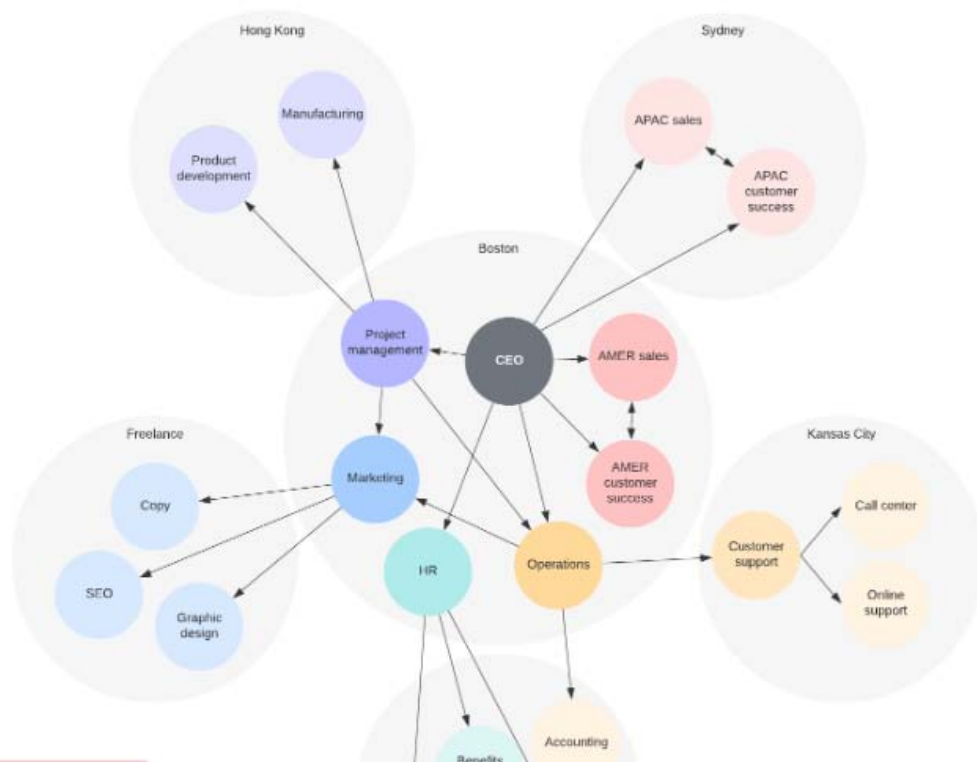 Hong Kong
Sydney
Manufacturing
APAC sales
Product
development
APAC
customer
success
Boston
Project
management
CEO
AMER sales
Freelance
Kansas City
AMER
customer
success
Marketing
Copy
Call center
Customer
support
HR
Operations
SEO
Online
support
Graphic
design
Accounting
Benefits